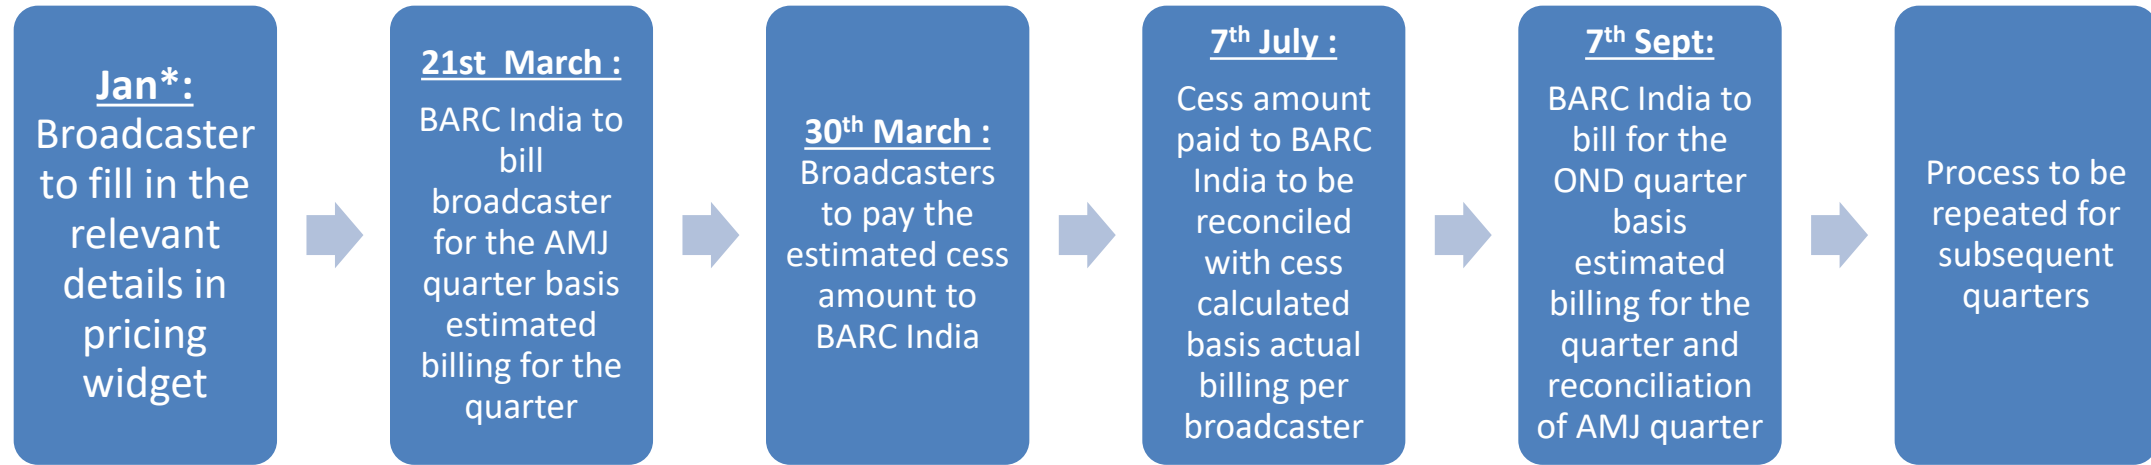 Jan*:
Broadcaster
to fill in the
relevant
details in
pricing
widget
21st March :
BARC India to
bill
broadcaster
for the AMJ
quarter basis
estimated
billing for the
quarter
30th March :
Broadcasters
to pay the
estimated cess
amount to
BARC India
7th July :
Cess amount
paid to BARC
India to be
reconciled
with cess
calculated
basis actual
billing per
broadcaster
7th Sept:
BARC India to
bill for the
OND quarter
basis
estimated
billing for the
quarter and
reconciliation
of AMJ quarter
Process to be
repeated for
subsequent
quarters